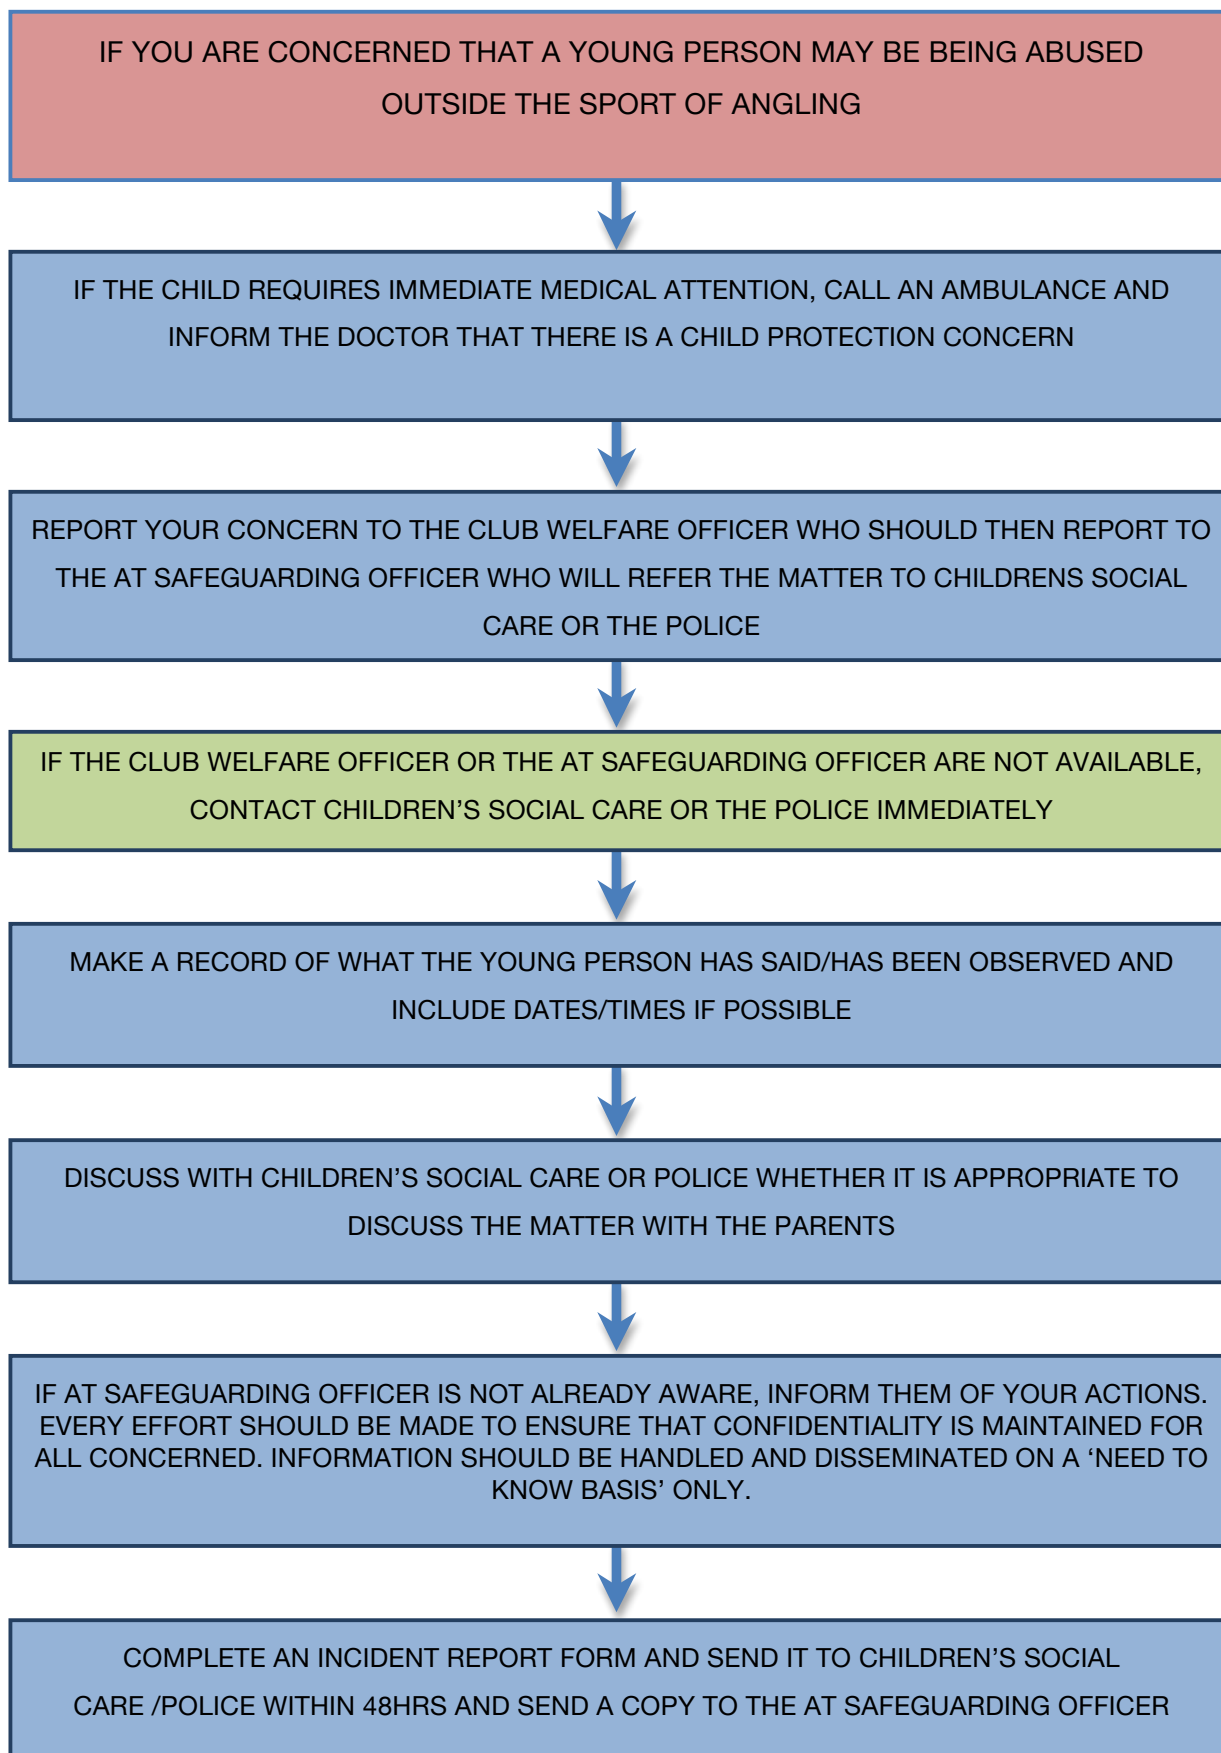 IF YOU ARE CONCERNED THAT A YOUNG PERSON MAY BE BEING ABUSED
OUTSIDE THE SPORT OF ANGLING
IF THE CHILD REQUIRES IMMEDIATE MEDICAL ATTENTION, CALL AN AMBULANCE AND
INFORM THE DOCTOR THAT THERE IS A CHILD PROTECTION CONCERN
REPORT YOUR CONCERN TO THE CLUB WELFARE OFFICER WHO SHOULD THEN REPORT TO
THE AT SAFEGUARDING OFFICER WHO WILL REFER THE MATTER TO CHILDRENS SOCIAL
CARE OR THE POLICE
IF THE CLUB WELFARE OFFICER OR THE AT SAFEGUARDING OFFICER ARE NOT AVAILABLE,
CONTACT CHILDREN’S SOCIAL CARE OR THE POLICE IMMEDIATELY
MAKE A RECORD OF WHAT THE YOUNG PERSON HAS SAID/HAS BEEN OBSERVED AND
INCLUDE DATES/TIMES IF POSSIBLE
DISCUSS WITH CHILDREN’S SOCIAL CARE OR POLICE WHETHER IT IS APPROPRIATE TO
DISCUSS THE MATTER WITH THE PARENTS
IF AT SAFEGUARDING OFFICER IS NOT ALREADY AWARE, INFORM THEM OF YOUR ACTIONS.
EVERY EFFORT SHOULD BE MADE TO ENSURE THAT CONFIDENTIALITY IS MAINTAINED FOR
ALL CONCERNED. INFORMATION SHOULD BE HANDLED AND DISSEMINATED ON A ‘NEED TO
KNOW BASIS’ ONLY.
COMPLETE AN INCIDENT REPORT FORM AND SEND IT TO CHILDREN’S SOCIAL
CARE /POLICE WITHIN 48HRS AND SEND A COPY TO THE AT SAFEGUARDING OFFICER